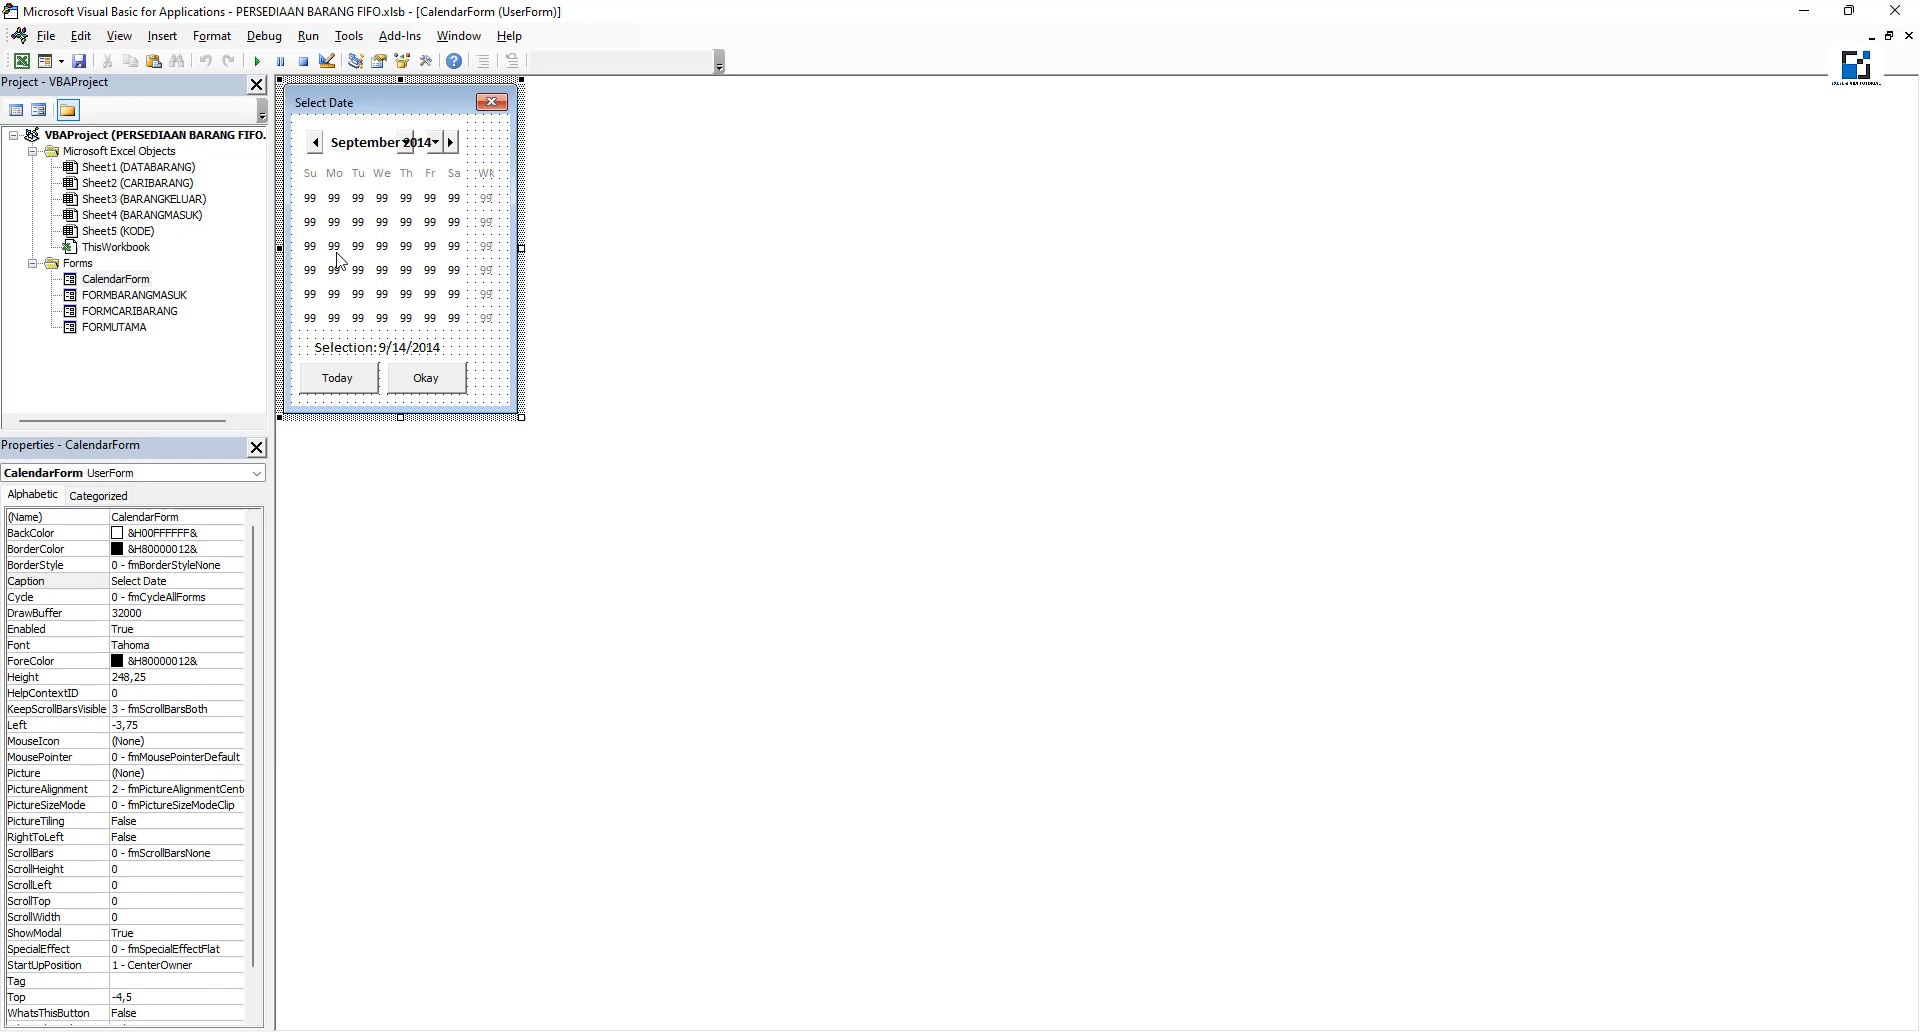 Microsoft Visual Basic for Applications - PERSEDIAAN BARANG FIFO.xlsb - [CalendarForm (UserForm)]
File Edit View Insert Format Debug Run Tools Add-Ins Window Help
Project - VBAProject
VBAProject (PERSEDIAAN BARANG FIFO.
Microsoft Excel Objects
Sheet1 (DATABARANG)
Sheet2 (CARIBARANG)
Sheet3 (BARANGKELUAR)
Sheet4 (BARANGMASUK)
Sheet5 (KODE)
ThisWorkbook
Forms
CalendarForm
FORMBARANGMASUK
FORMCARIBARANG
FORMUTAMA
Properties - CalendarForm
CalendarForm UserForm
Alphabetic Categorized
(Name) CalendarForm
BackColor &H00FFFFFF&
BorderColor &H80000012&
BorderStyle 0 - fmBorderStyleNone
Caption Select Date
Cycle 0 - fmCycleAllForms
DrawBuffer 32000
Enabled True
Font Tahoma
ForeColor &H80000012&
Height 248,25
HelpContextID 0
KeepScrollBarsVisible 3 - fmScrollBarsBoth
Left -3,75
MouseIcon (None)
MousePointer 0 - fmMousePointerDefault
Picture (None)
PictureAlignment 2 - fmPictureAlignmentCent
PictureSizeMode 0 - fmPictureSizeModeClip
PictureTiling False
RightToLeft False
ScrollBars 0 - fmScrollBarsNone
ScrollHeight 0
ScrollLeft 0
ScrollTop 0
ScrollWidth 0
ShowModal True
SpecialEffect 0 - fmSpecialEffectFlat
StartUpPosition 1 - CenterOwner
Tag
Top -4,5
WhatsThisButton False
Select Date
September 2014
Su Mo Tu We Th Fr Sa Wk
99 99 99 99 99 99 99 99
99 99 99 99 99 99 99 99
99 99 99 99 99 99 99 99
99 99 99 99 99 99 99 99
99 99 99 99 99 99 99 99
99 99 99 99 99 99 99 99
Selection: 9/14/2014
Today Okay